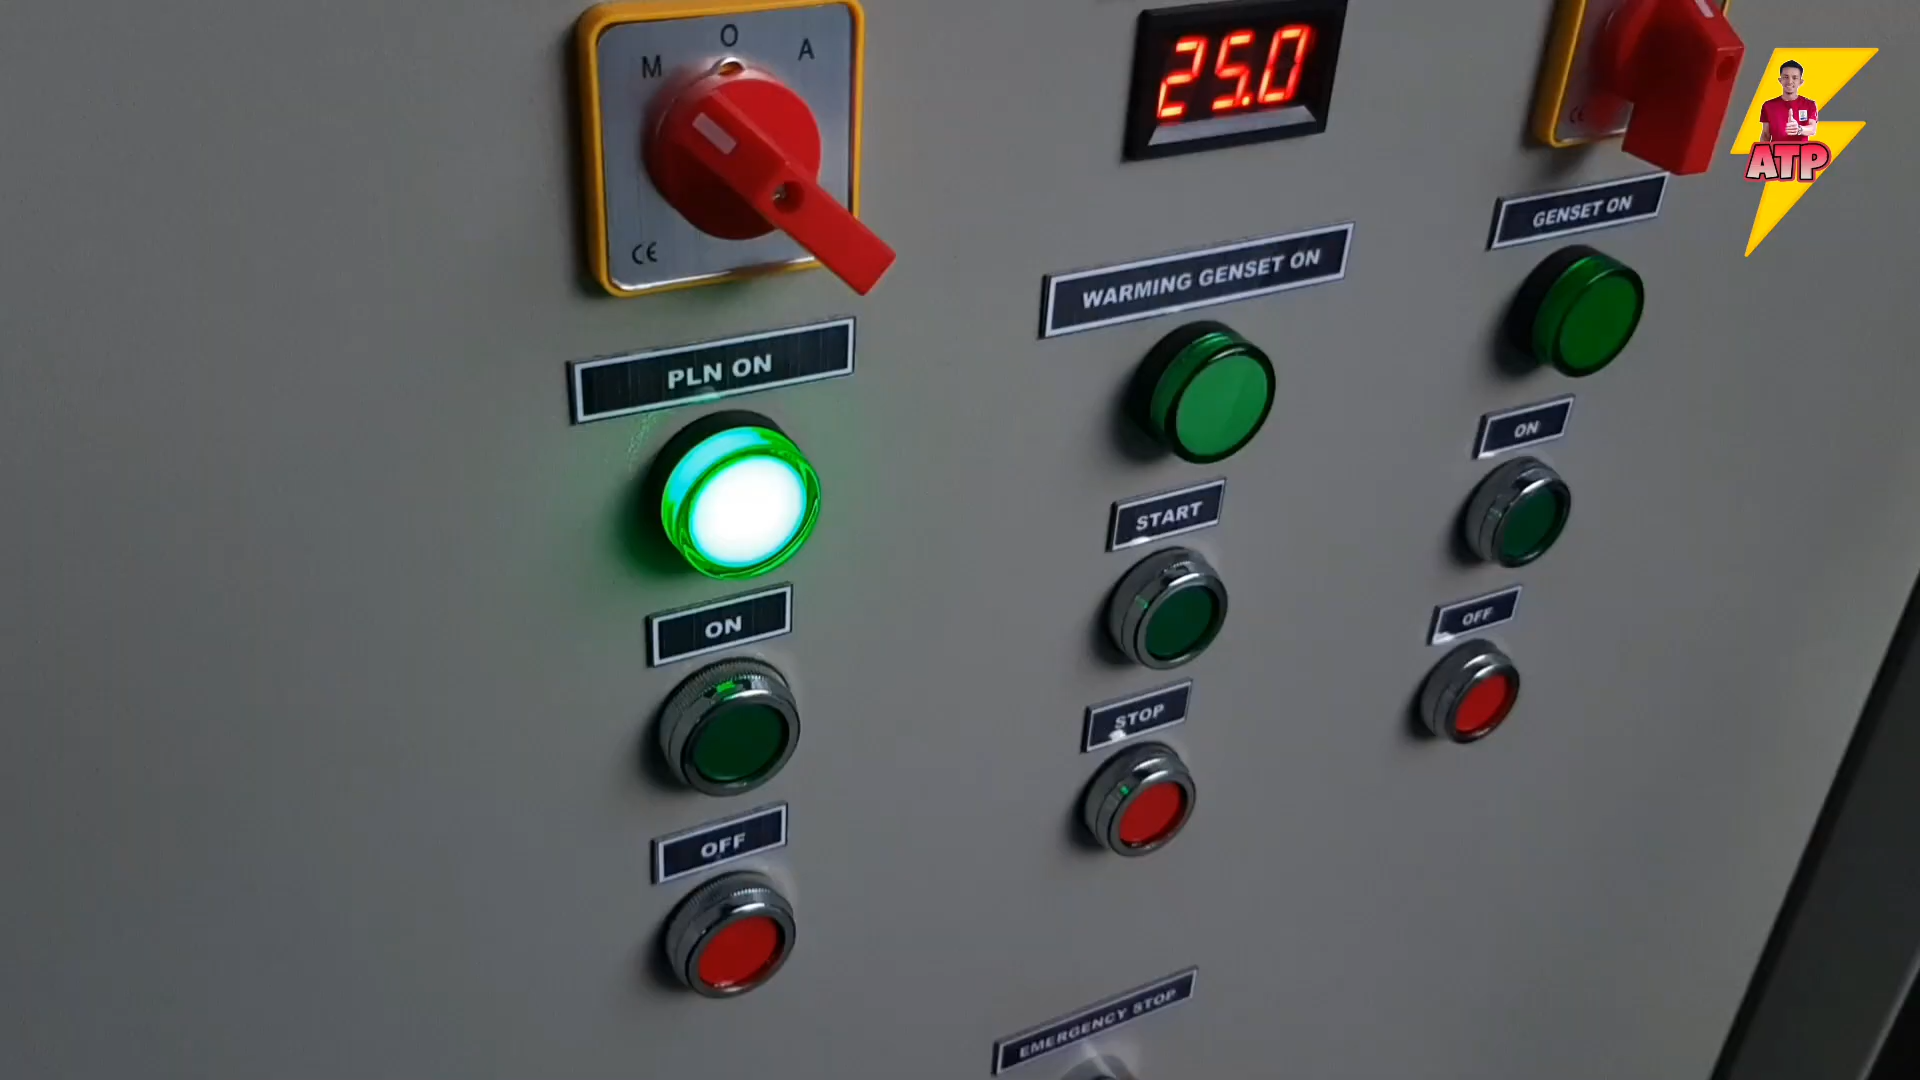 M O A
CE
25.0
CE
PLN ON
WARMING GENSET ON
GENSET ON
ON
START
ON
OFF
STOP
OFF
EMERGENCY STOP
ATP